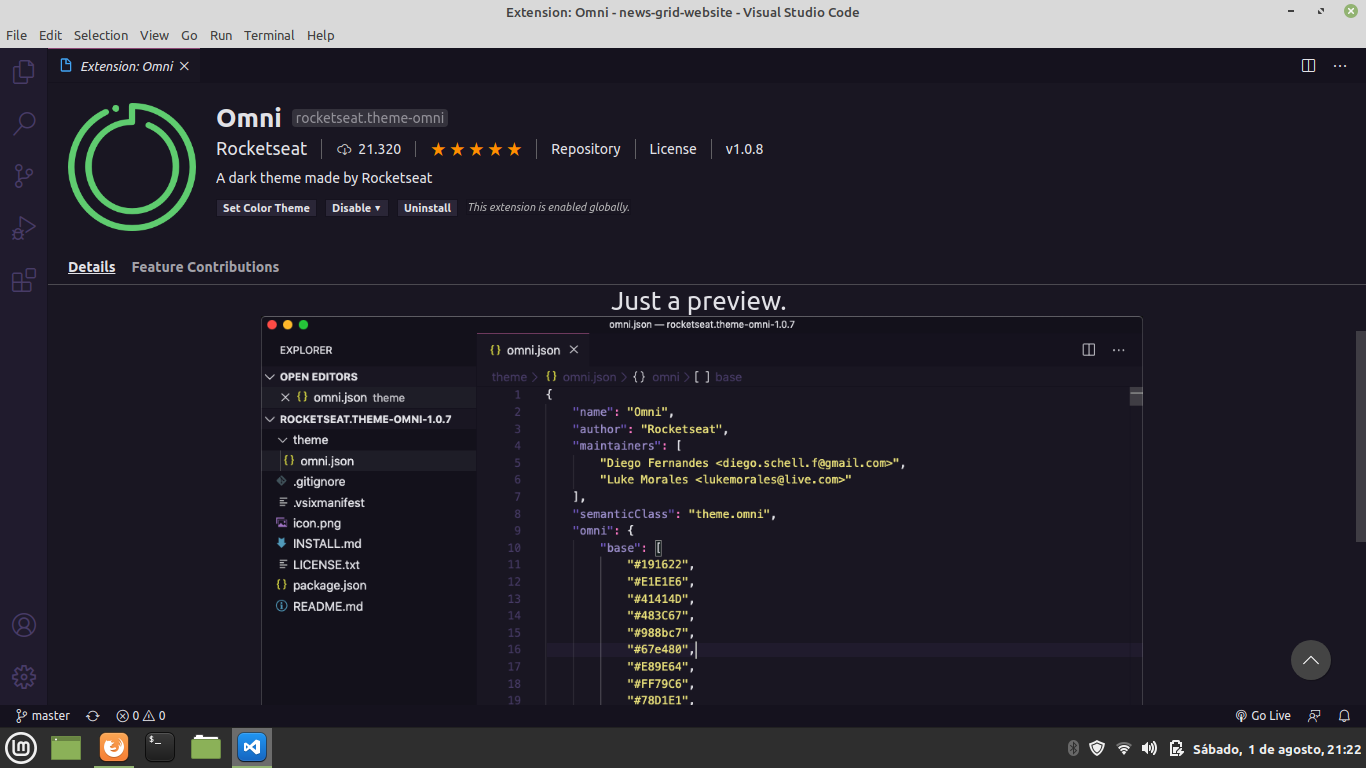 Extension: Omni - news-grid-website - Visual Studio Code
File Edit Selection View Go Run Terminal Help
Extension: Omni
Omni rocketseat.theme-omni
Rocketseat 21.320 Repository License v1.0.8
A dark theme made by Rocketseat
Set Color Theme Disable Uninstall This extension is enabled globally.
Details Feature Contributions
Just a preview.
omni.json — rocketseat.theme-omni-1.0.7
EXPLORER
OPEN EDITORS
omni.json theme
ROCKETSEAT.THEME-OMNI-1.0.7
theme
omni.json
.gitignore
.vsixmanifest
icon.png
INSTALL.md
LICENSE.txt
package.json
README.md
{} omni.json
theme > {} omni.json > {} omni > [ ] base
1 {
2 "name": "Omni",
3 "author": "Rocketseat",
4 "maintainers": [
5 "Diego Fernandes <diego.schell.f@gmail.com>",
6 "Luke Morales <lukemorales@live.com>"
7 ],
8 "semanticClass": "theme.omni",
9 "omni": {
10 "base": [
11 "#191622",
12 "#E1E1E6",
13 "#41414D",
14 "#483C67",
15 "#988bc7",
16 "#67e480",
17 "#E89E64",
18 "#FF79C6",
19 "#78D1E1",
master 0 0 Go Live
Sábado, 1 de agosto, 21:22